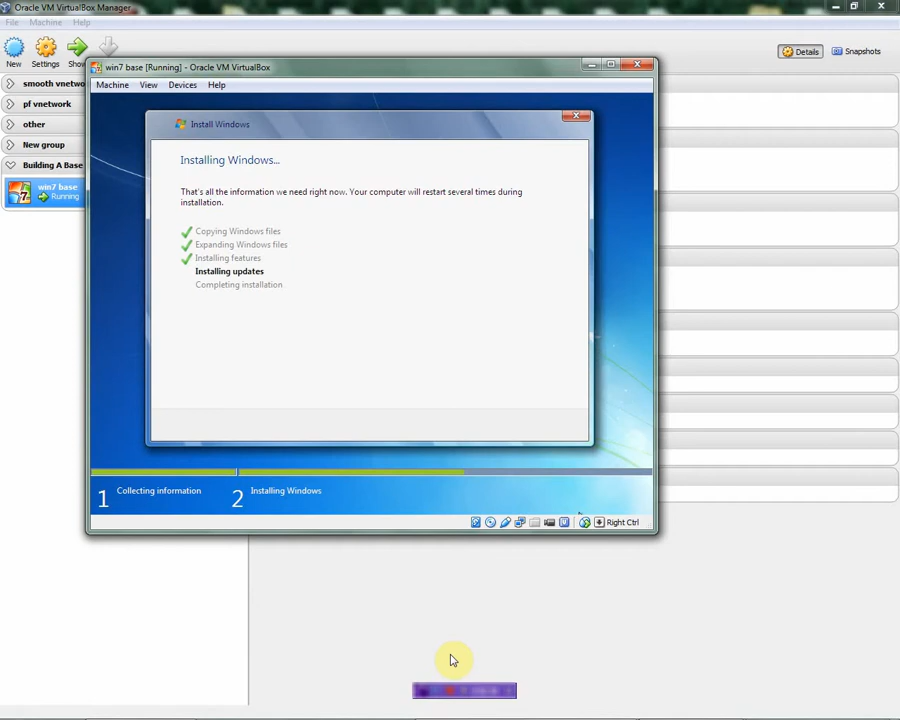 Oracle VM VirtualBox Manager
File Machine Help
New Settings
Details Snapshots
win7 base [Running] - Oracle VM VirtualBox
Machine View Devices Help
pf vnetwork
other
New group
Building A Base
win7 base
Running
Install Windows
Installing Windows...
That's all the information we need right now. Your computer will restart several times during
installation.
Copying Windows files
Expanding Windows files
Installing features
Installing updates
Completing installation
1 Collecting information 2 Installing Windows
Right Ctrl